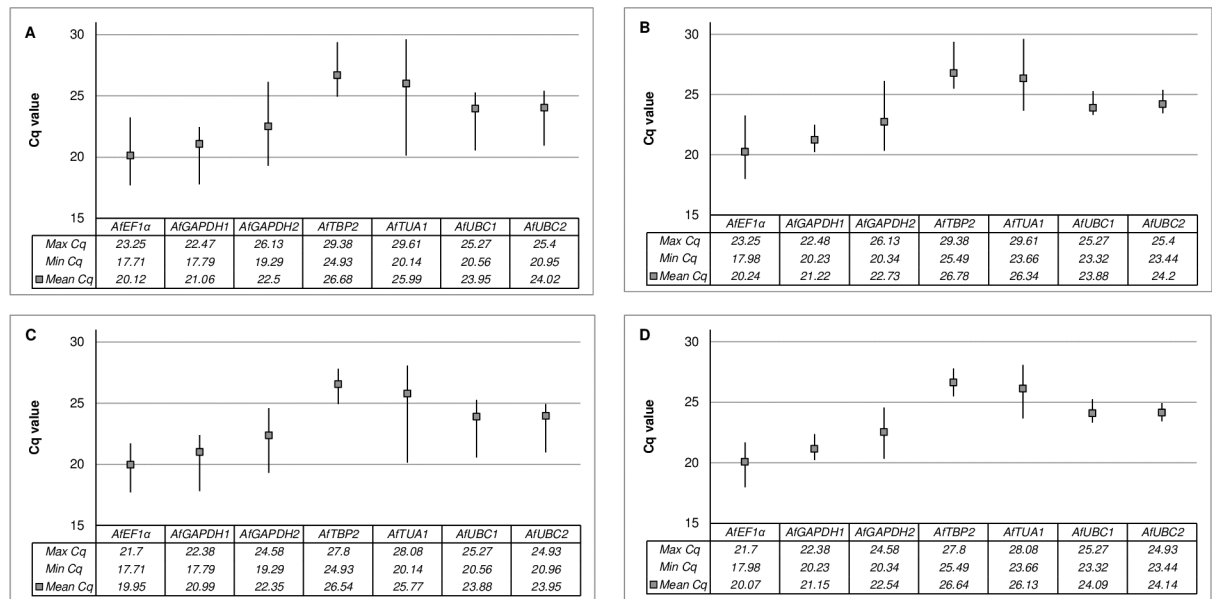 A
30
25
20
15
Cq value
AfEF1α AfGAPDH1 AfGAPDH2 AfTBP2 AfTUA1 AfUBC1 AfUBC2
Max Cq 23.25 22.47 26.13 29.38 29.61 25.27 25.4
Min Cq 17.71 17.79 19.29 24.93 20.14 20.56 20.95
Mean Cq 20.12 21.06 22.5 26.68 25.99 23.95 24.02
B
30
25
20
15
Cq value
AfEF1α AfGAPDH1 AfGAPDH2 AfTBP2 AfTUA1 AfUBC1 AfUBC2
Max Cq 23.25 22.48 26.13 29.38 29.61 25.27 25.4
Min Cq 17.98 20.23 20.34 25.49 23.66 23.32 23.44
Mean Cq 20.24 21.22 22.73 26.78 26.34 23.88 24.2
C
30
25
20
15
Cq value
AfEF1α AfGAPDH1 AfGAPDH2 AfTBP2 AfTUA1 AfUBC1 AfUBC2
Max Cq 21.7 22.38 24.58 27.8 28.08 25.27 24.93
Min Cq 17.71 17.79 19.29 24.93 20.14 20.56 20.96
Mean Cq 19.95 20.99 22.35 26.54 25.77 23.88 23.95
D
30
25
20
15
Cq value
AfEF1α AfGAPDH1 AfGAPDH2 AfTBP2 AfTUA1 AfUBC1 AfUBC2
Max Cq 21.7 22.38 24.58 27.8 28.08 25.27 24.93
Min Cq 17.98 20.23 20.34 25.49 23.66 23.32 23.44
Mean Cq 20.07 21.15 22.54 26.64 26.13 24.09 24.14